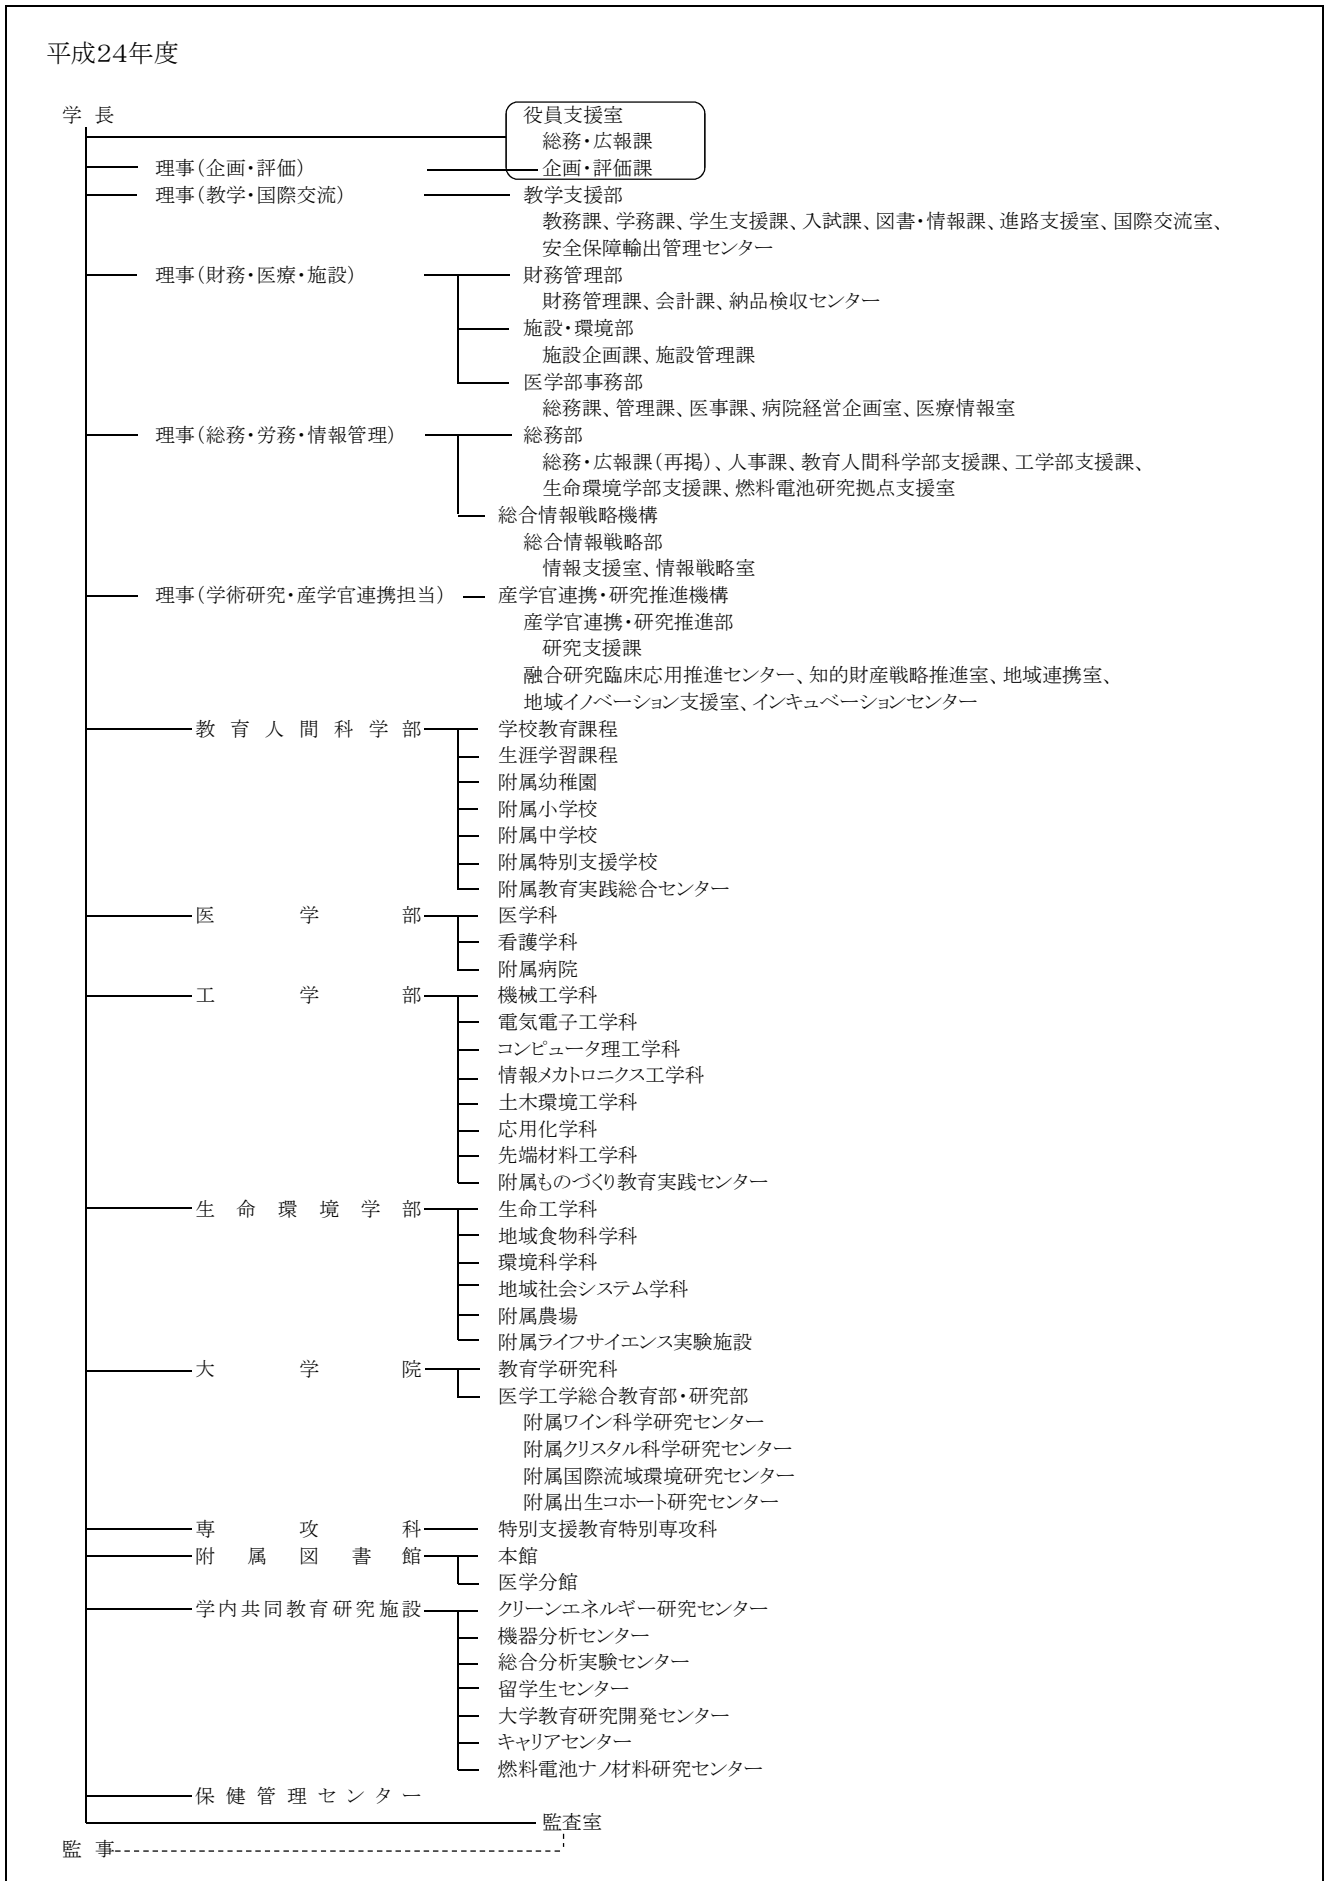 平成24年度
学 長
役員支援室
総務・広報課
理事(企画・評価)
企画・評価課
理事(教学・国際交流)
教学支援部
教務課、学務課、学生支援課、入試課、図書・情報課、進路支援室、国際交流室、
安全保障輸出管理センター
理事(財務・医療・施設)
財務管理部
財務管理課、会計課、納品検収センター
施設・環境部
施設企画課、施設管理課
医学部事務部
総務課、管理課、医事課、病院経営企画室、医療情報室
理事(総務・労務・情報管理)
総務部
総務・広報課(再掲)、人事課、教育人間科学部支援課、工学部支援課、
生命環境学部支援課、燃料電池研究拠点支援室
総合情報戦略機構
総合情報戦略部
情報支援室、情報戦略室
理事(学術研究・産学官連携担当)
産学官連携・研究推進機構
産学官連携・研究推進部
研究支援課
融合研究臨床応用推進センター、知的財産戦略推進室、地域連携室、
地域イノベーション支援室、インキュベーションセンター
教育人間科学部
学校教育課程
生涯学習課程
附属幼稚園
附属小学校
附属中学校
附属特別支援学校
附属教育実践総合センター
医学部
医学科
看護学科
附属病院
工学部
機械工学科
電気電子工学科
コンピュータ理工学科
情報メカトロニクス工学科
土木環境工学科
応用化学科
先端材料工学科
附属ものづくり教育実践センター
生命環境学部
生命工学科
地域食物科学科
環境科学科
地域社会システム学科
附属農場
附属ライフサイエンス実験施設
大学院
教育学研究科
医学工学総合教育部・研究部
附属ワイン科学研究センター
附属クリスタル科学研究センター
附属国際流域環境研究センター
附属出生コホート研究センター
専攻科
特別支援教育特別専攻科
附属図書館
本館
医学分館
学内共同教育研究施設
クリーンエネルギー研究センター
機器分析センター
総合分析実験センター
留学生センター
大学教育研究開発センター
キャリアセンター
燃料電池ナノ材料研究センター
保健管理センター
監査室
監 事